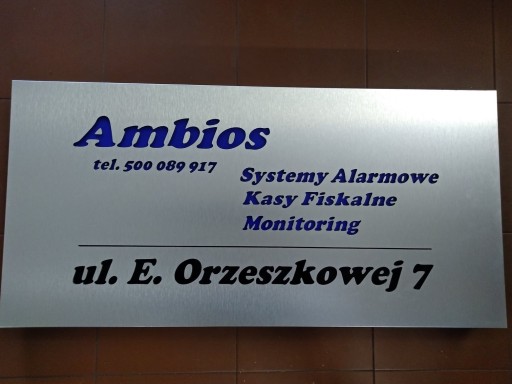 Ambios
tel. 500 089 917
Systemy Alarmowe
Kasy Fiskalne
Monitoring
ul. E. Orzeszkowej 7